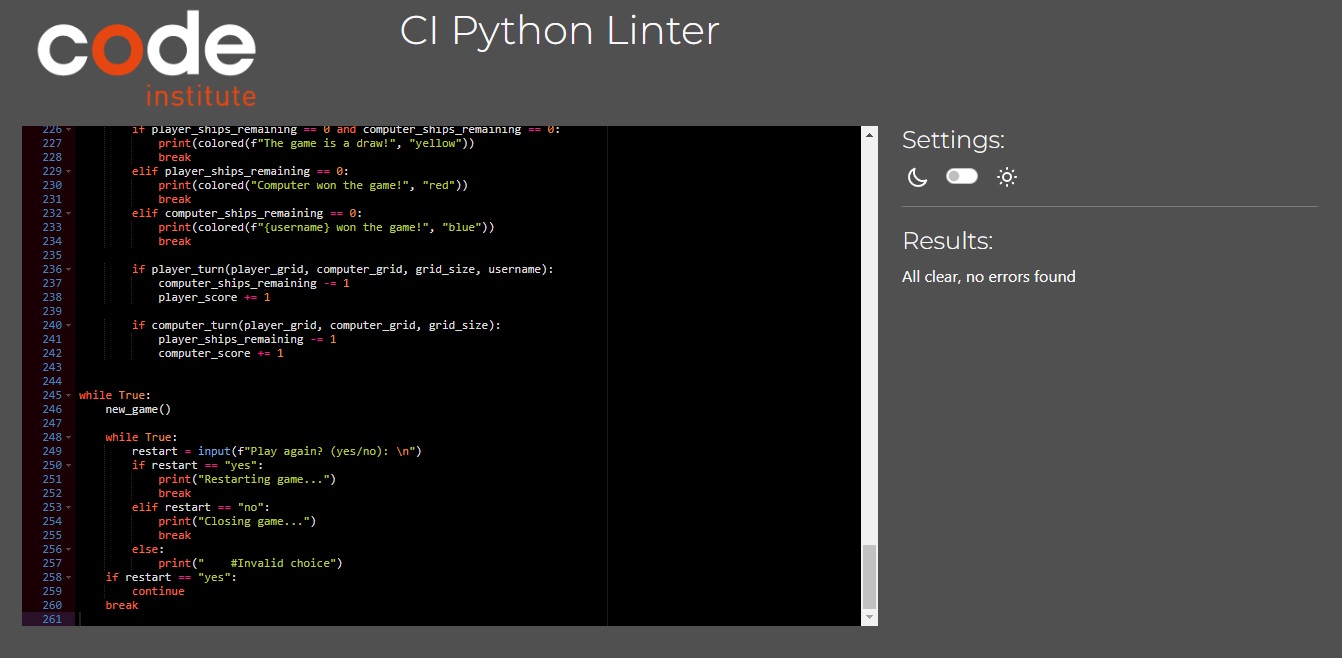 code
institute
CI Python Linter
226 if player_ships_remaining == 0 and computer_ships_remaining == 0:
227 print(colored(f"The game is a draw!", "yellow"))
228 break
229 elif player_ships_remaining == 0:
230 print(colored("Computer won the game!", "red"))
231 break
232 elif computer_ships_remaining == 0:
233 print(colored(f"{username} won the game!", "blue"))
234 break
235
236 if player_turn(player_grid, computer_grid, grid_size, username):
237 computer_ships_remaining -= 1
238 player_score += 1
239
240 if computer_turn(player_grid, computer_grid, grid_size):
241 player_ships_remaining -= 1
242 computer_score += 1
243
244
245 while True:
246 new_game()
247
248 while True:
249 restart = input(f"Play again? (yes/no): \n")
250 if restart == "yes":
251 print("Restarting game...")
252 break
253 elif restart == "no":
254 print("Closing game...")
255 break
256 else:
257 print("    #Invalid choice")
258 if restart == "yes":
259 continue
260 break
261
Settings:
Results:
All clear, no errors found